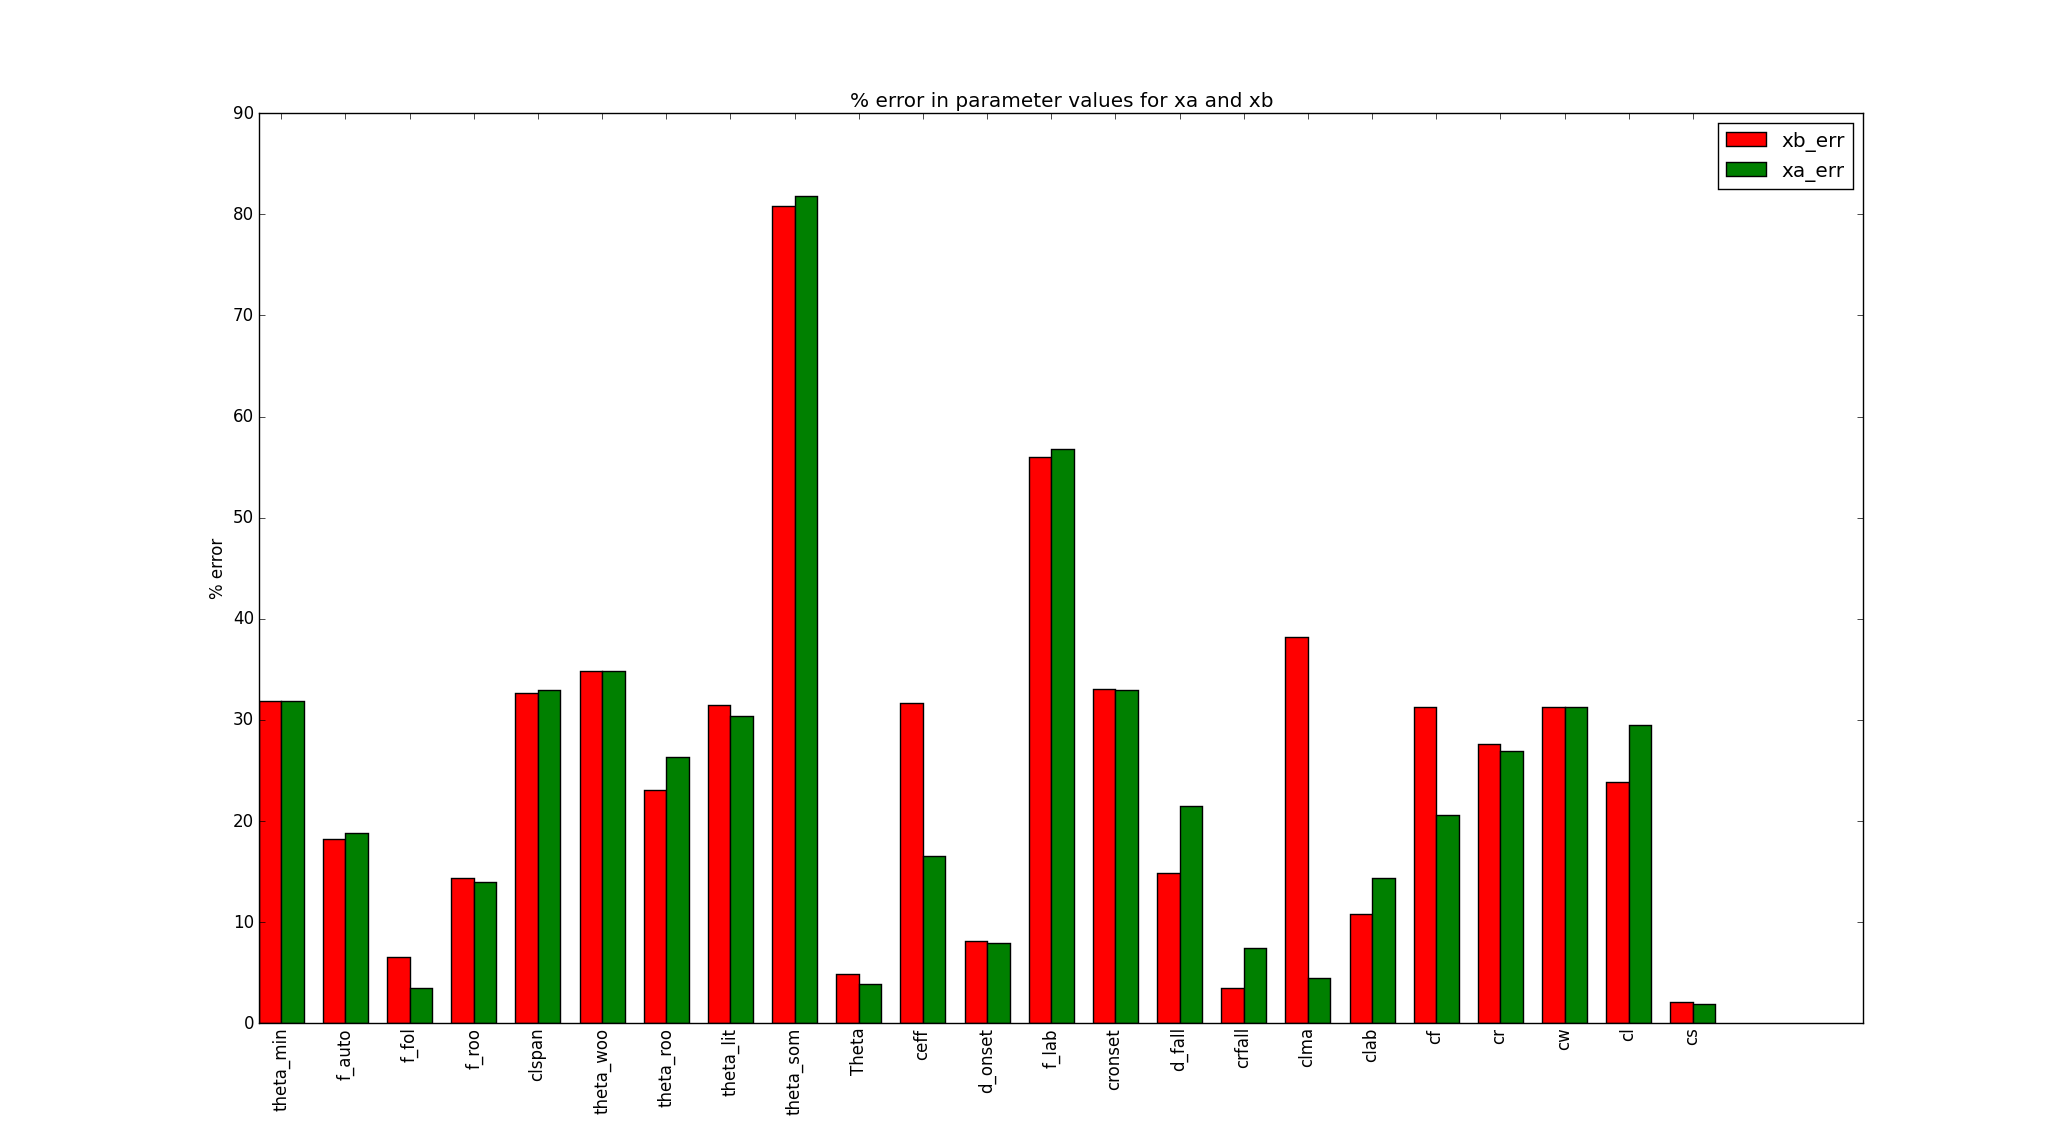 % error in parameter values for xa and xb
xb_err
xa_err
% error
90
80
70
60
50
40
30
20
10
0
theta_min
f_auto
f_fol
f_roo
clspan
theta_woo
theta_roo
theta_lit
theta_som
Theta
ceff
d_onset
f_lab
cronset
d_fall
crfall
clma
clab
cf
cr
cw
cl
cs